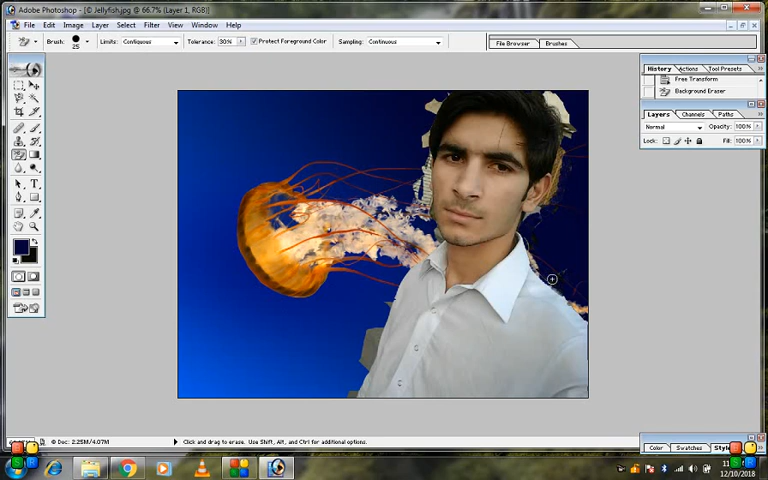 Adobe Photoshop - [© Jellyfish.jpg @ 66.7% (Layer 1, RGB)]
File Edit Image Layer Select Filter View Window Help
Brush: 25 Limits: Contiguous Tolerance: 30% Protect Foreground Color Sampling: Continuous File Browser Brushes
History Actions Tool Presets
Free Transform
Background Eraser
Layers Channels Paths
Normal Opacity: 100%
Lock: Fill: 100%
T
Doc: 2.25M/4.07M Click and drag to erase. Use Shift, Alt, and Ctrl for additional options.
Color Swatches
12/10/2018